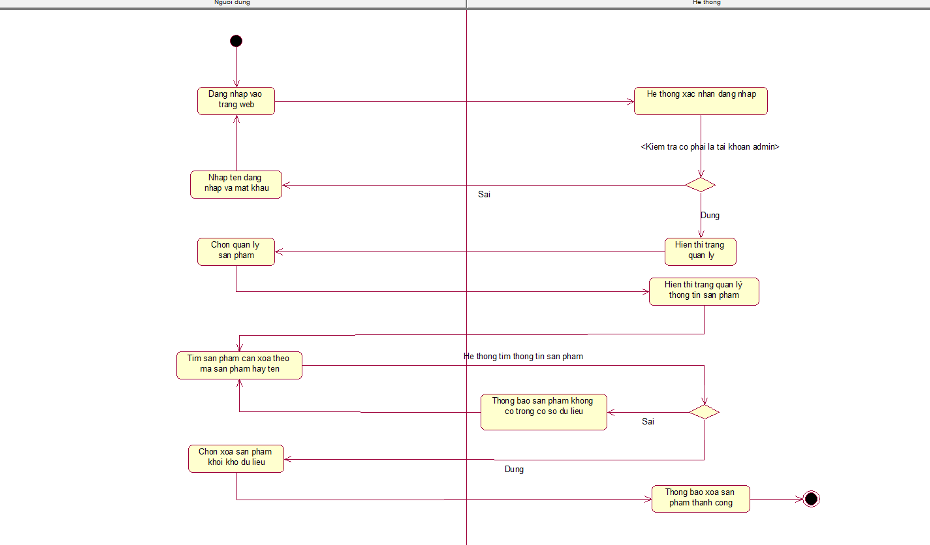 Nguoi dung
He thong
Dang nhap vao
trang web
He thong xac nhan dang nhap
<Kiem tra co phai la tai khoan admin>
Nhap ten dang
nhap va mat khau
Sai
Dung
Chon quan ly
san pham
Hien thi trang
quan ly
Hien thi trang quan lý
thong tin san pham
He thong tim thong tin san pham
Tim san pham can xoa theo
ma san pham hay ten
Thong bao san pham khong
co trong co so du lieu
Sai
Chon xoa san pham
khoi kho du lieu
Dung
Thong bao xoa san
pham thanh cong